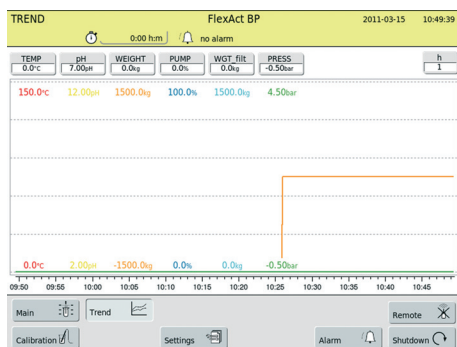 TREND FlexAct BP 2011-03-15 10:49:39
0:00 h:m no alarm
TEMP pH WEIGHT PUMP WGT_filt PRESS h
0.0°C 7.00pH 0.0kg 0.0% 0.0kg -0.50bar 1
150.0°C 12.00pH 1500.0kg 100.0% 1500.0kg 4.50bar
0.0°C 2.00pH -1500.0kg 0.0% 0.0kg -0.50bar
09:50 09:55 10:00 10:05 10:10 10:15 10:20 10:25 10:30 10:35 10:40 10:45
Main Trend Remote
Calibration Settings Alarm Shutdown